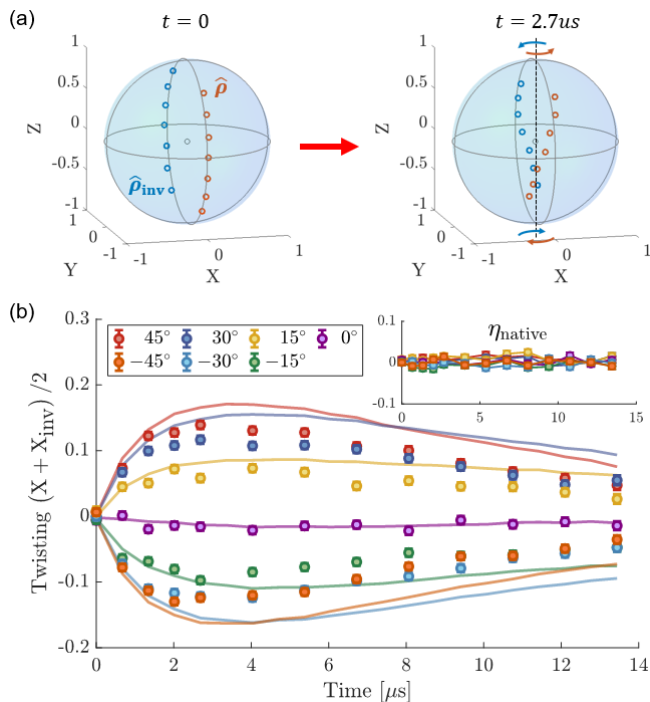 (a)
t = 0
t = 2.7us
1
0.5
0
-0.5
-1
Z
ρ̂
ρ̂inv
1
0
-1
Y
-1
0
1
X
1
0.5
0
-0.5
-1
Z
1
0
-1
Y
-1
0
1
X
(b)
0.3
0.2
0.1
0
-0.1
-0.2
Twisting (X + Xinv) /2
45° 30° 15° 0°
−45° −30° −15°
ηnative
0.1
0
-0.1
0 5 10 15
0 2 4 6 8 10 12 14
Time [μs]